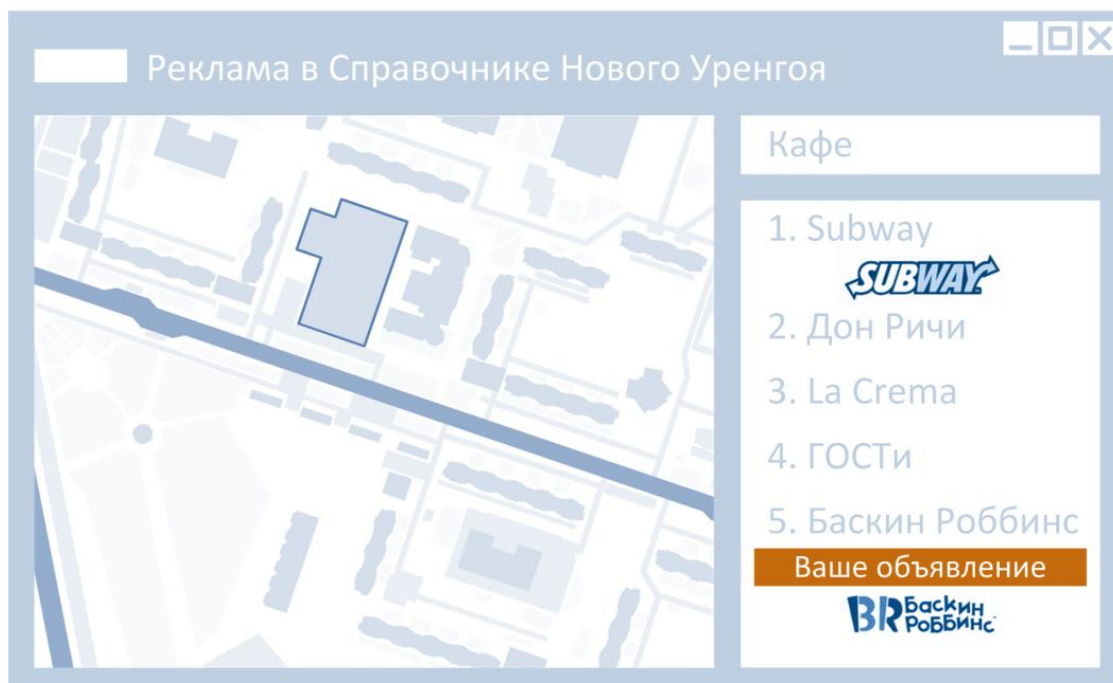 Реклама в Справочнике Нового Уренгоя
Кафе
1. Subway
SUBWAY
2. Дон Ричи
3. La Crema
4. ГОСТи
5. Баскин Роббинс
Ваше объявление
BR Баскин
Роббинс